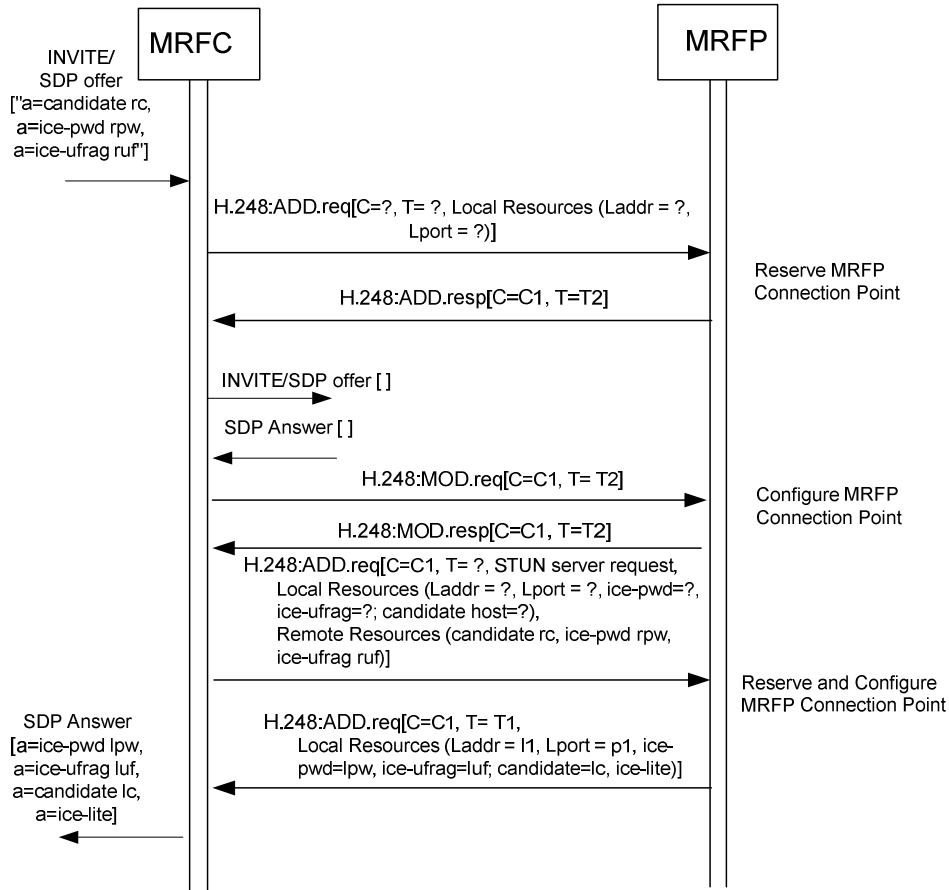 MRFC
MRFP
INVITE/
SDP offer
["a=candidate rc,
a=ice-pwd rpw,
a=ice-ufrag ruf"]
H.248:ADD.req[C=?, T= ?, Local Resources (Laddr = ?,
Lport = ?)]
Reserve MRFP
Connection Point
H.248:ADD.resp[C=C1, T=T2]
INVITE/SDP offer [ ]
SDP Answer [ ]
H.248:MOD.req[C=C1, T= T2]
Configure MRFP
Connection Point
H.248:MOD.resp[C=C1, T=T2]
H.248:ADD.req[C=C1, T= ?, STUN server request,
Local Resources (Laddr = ?, Lport = ?, ice-pwd=?,
ice-ufrag=?; candidate host=?),
Remote Resources (candidate rc, ice-pwd rpw,
ice-ufrag ruf)]
Reserve and Configure
MRFP Connection Point
SDP Answer
[a=ice-pwd lpw,
a=ice-ufrag luf,
a=candidate lc,
a=ice-lite]
H.248:ADD.req[C=C1, T= T1,
Local Resources (Laddr = l1, Lport = p1, ice-
pwd=lpw, ice-ufrag=luf; candidate=lc, ice-lite)]